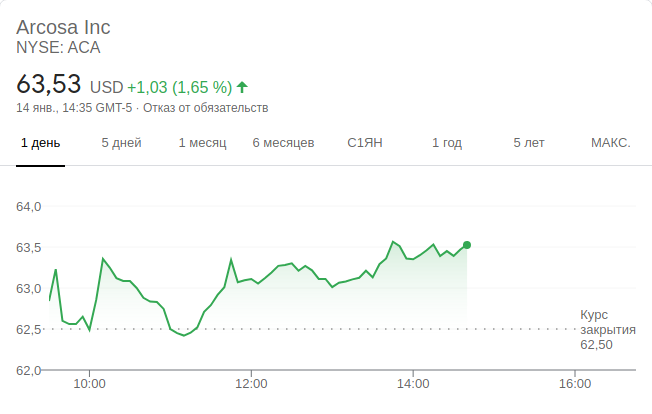 Arcosa Inc
NYSE: ACA
63,53 USD +1,03 (1,65 %)
14 янв., 14:35 GMT-5 · Отказ от обязательств
1 день 5 дней 1 месяц 6 месяцев С1ЯН 1 год 5 лет МАКС.
64,0
63,5
63,0
62,5
62,0
Курс
закрытия
62,50
10:00 12:00 14:00 16:00